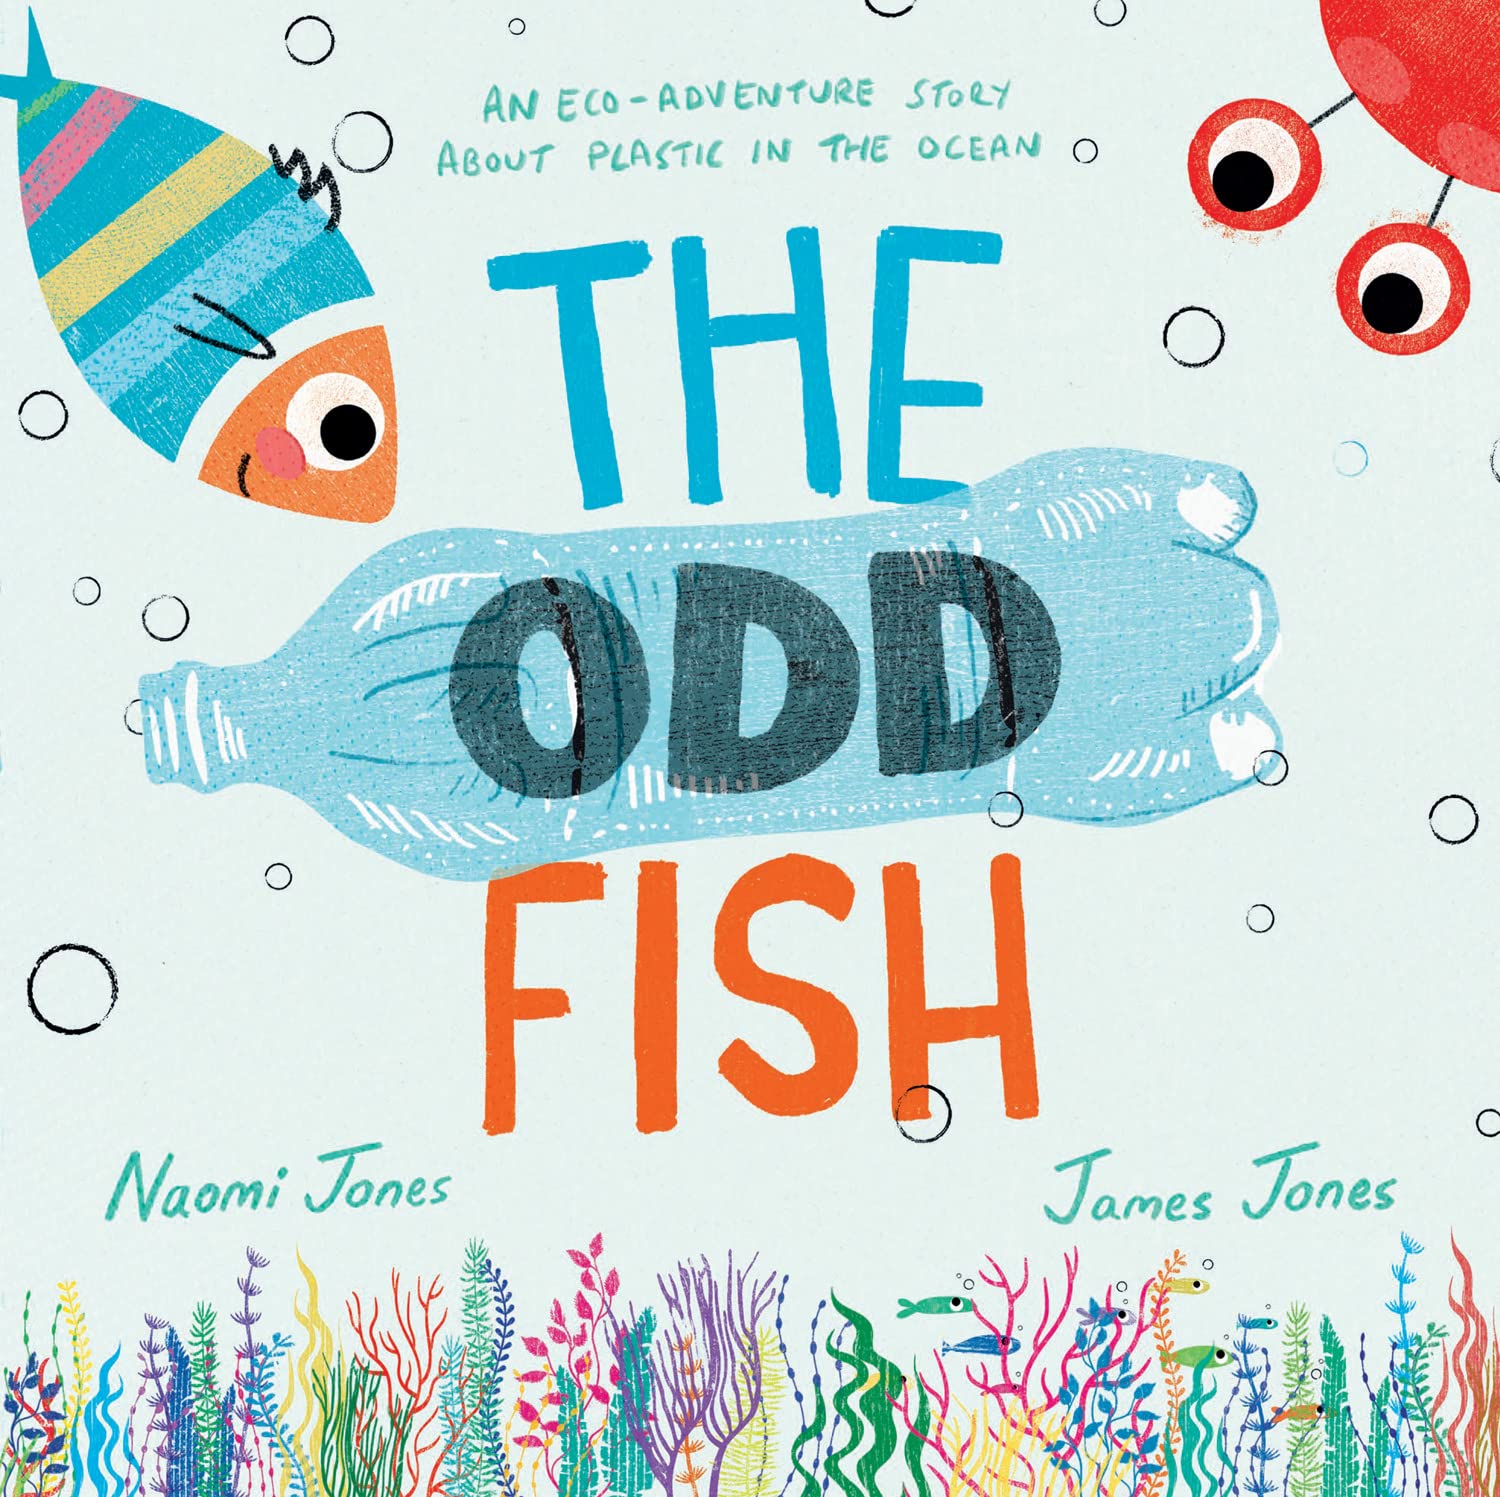 AN ECO-ADVENTURE STORY
ABOUT PLASTIC IN THE OCEAN
THE
ODD
FISH
Naomi Jones James Jones